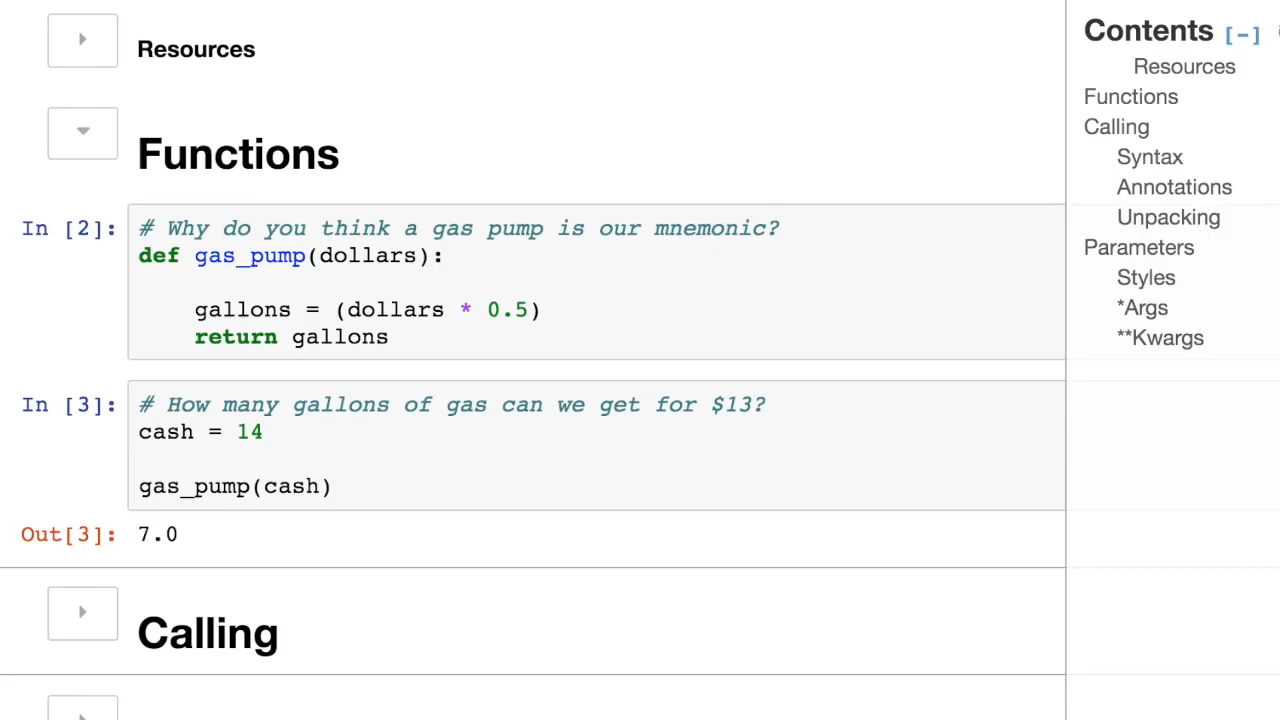 Resources
Functions
In [2]: # Why do you think a gas pump is our mnemonic?
def gas_pump(dollars):
gallons = (dollars * 0.5)
return gallons
In [3]: # How many gallons of gas can we get for $13?
cash = 14
gas_pump(cash)
Out[3]: 7.0
Calling
Contents [-]
Resources
Functions
Calling
Syntax
Annotations
Unpacking
Parameters
Styles
*Args
**Kwargs